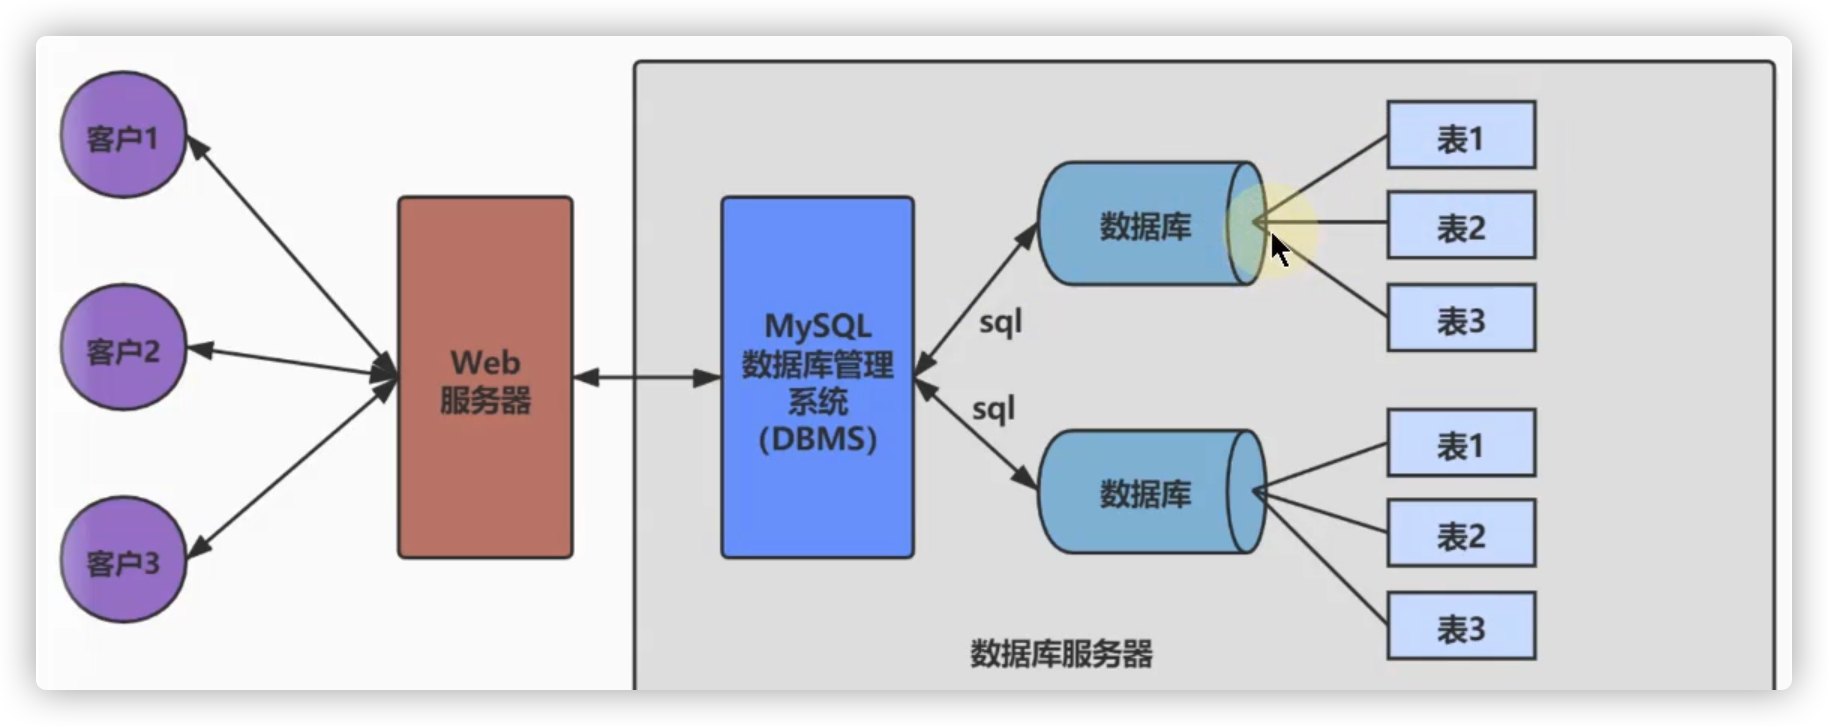 客户1
客户2
客户3
Web
服务器
MySQL
数据库管理
系统
(DBMS)
sql
sql
数据库
表1
表2
表3
数据库
表1
表2
表3
数据库服务器